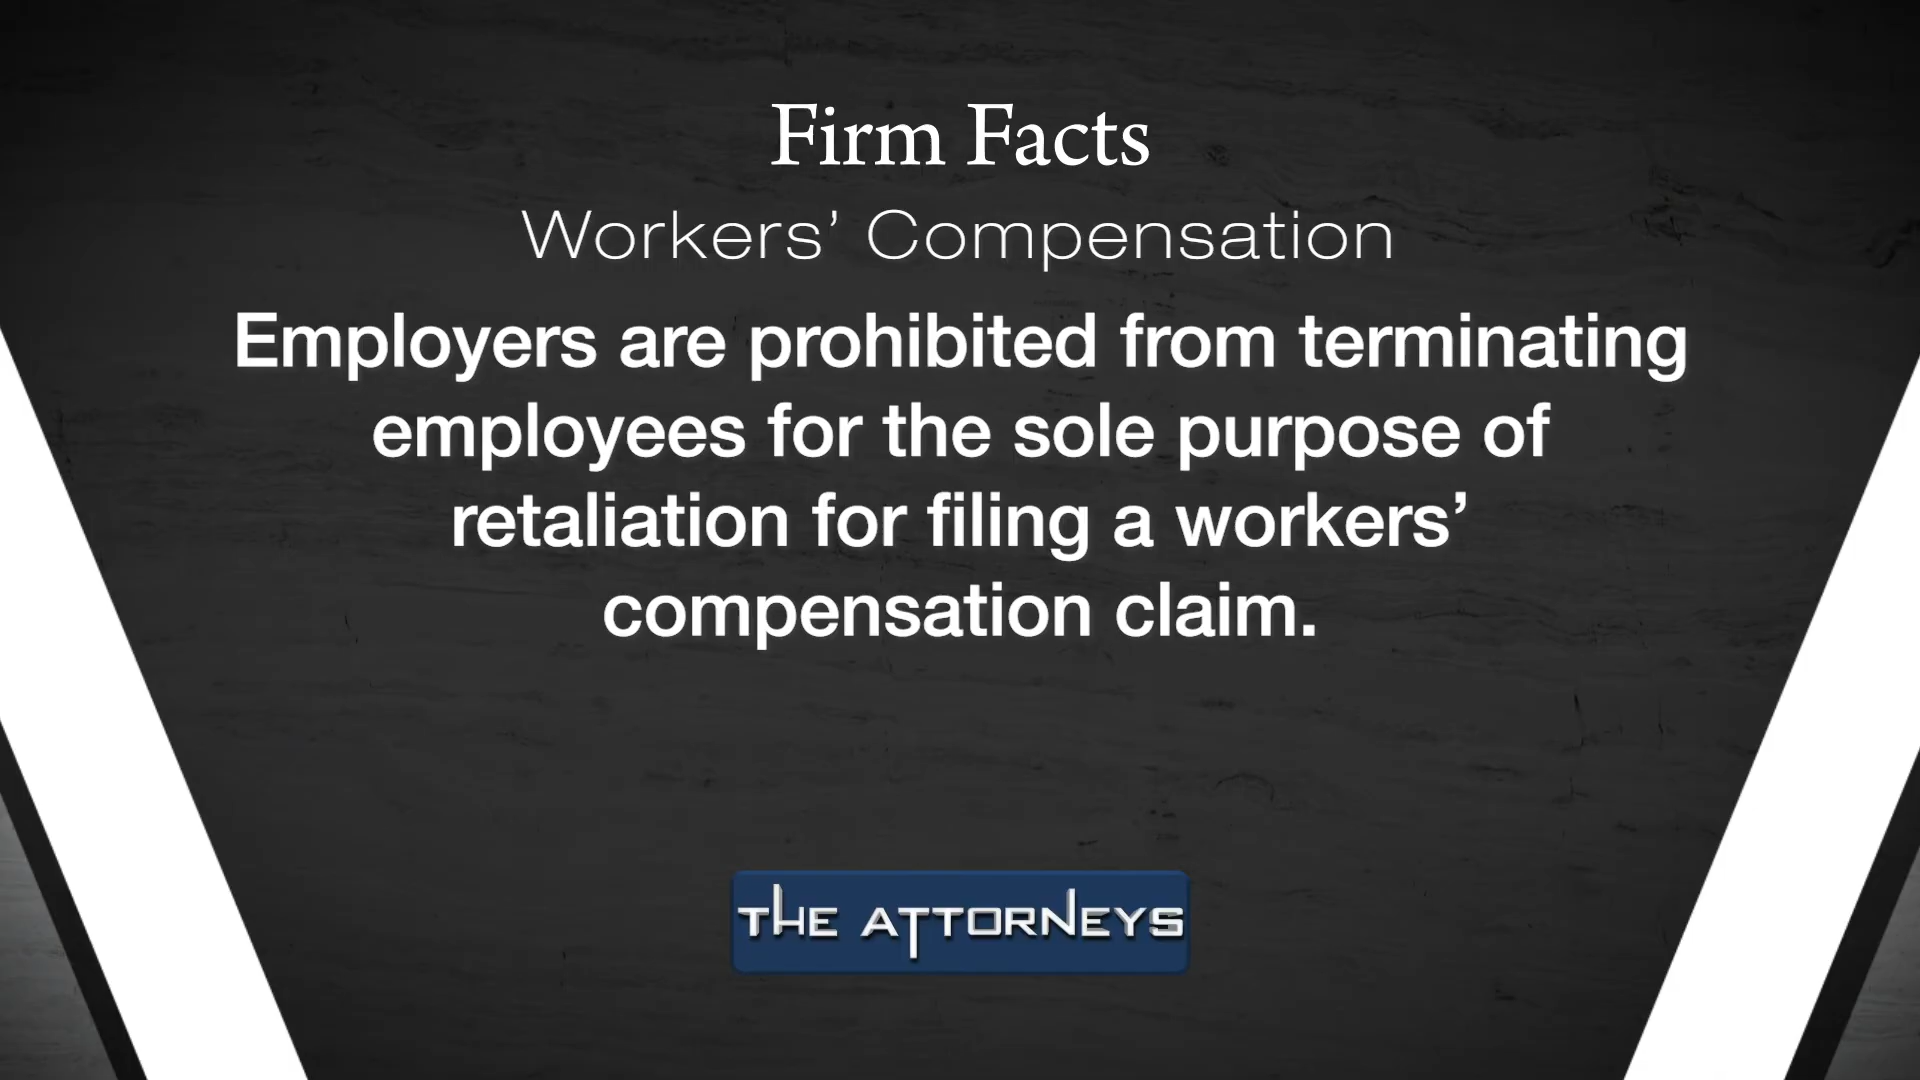 Firm Facts
Workers’ Compensation
Employers are prohibited from terminating
employees for the sole purpose of
retaliation for filing a workers’
compensation claim.
THE ATTORNEYS